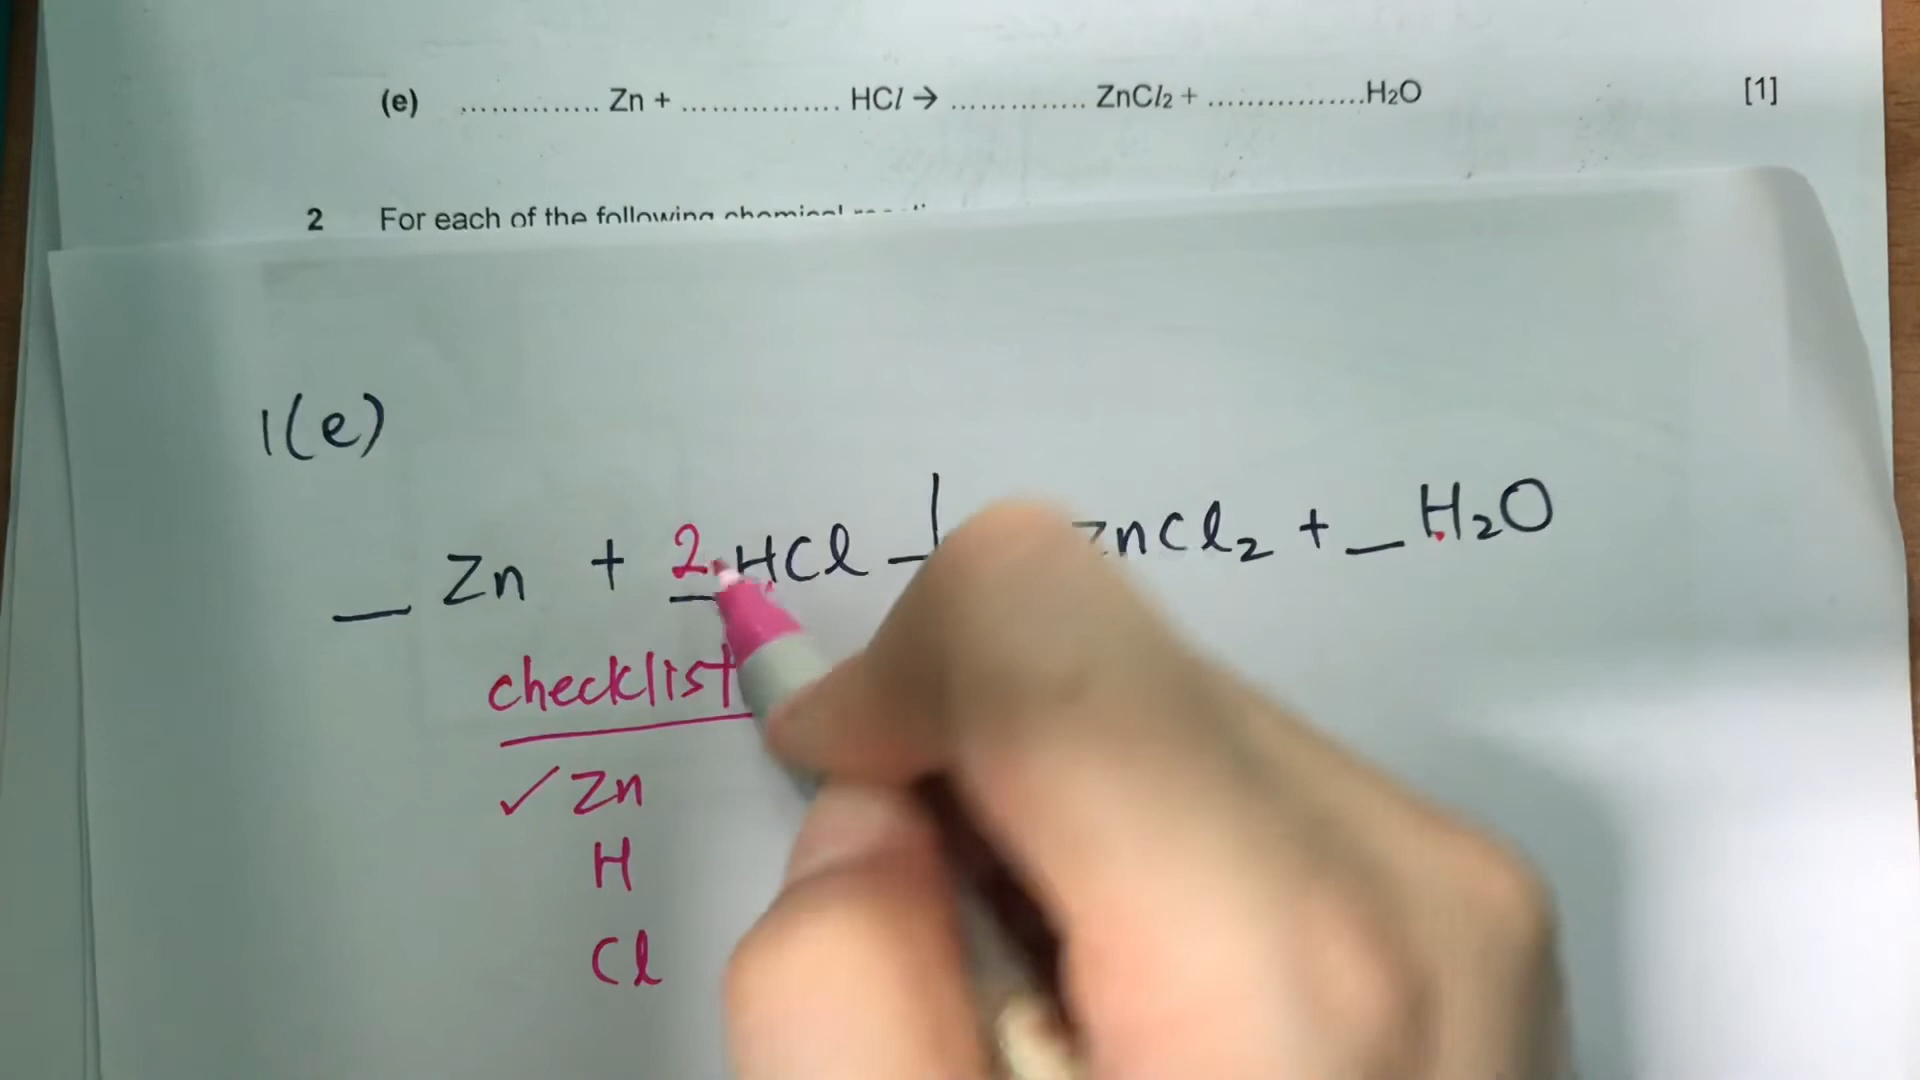 (e) .............. Zn + ................ HCl → .............. ZnCl₂ + ................H₂O [1]
2 For each of the following chemical
1(e)
_ Zn + 2 HCl ZnCl₂ + _ H₂O
checklist
✓ Zn
H
Cl